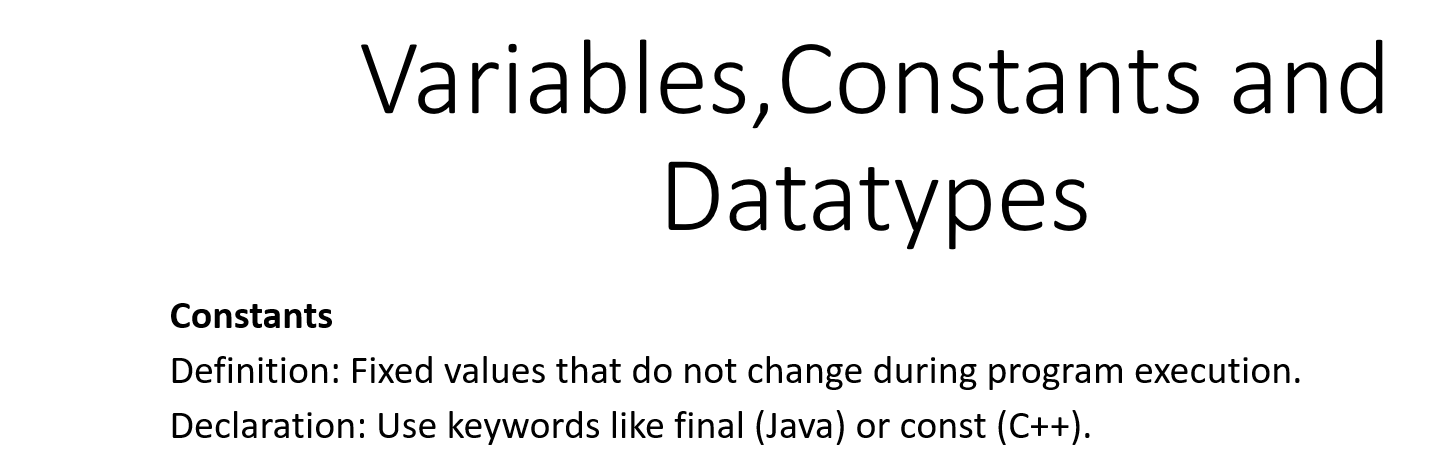 Variables,Constants and
Datatypes
Constants
Definition: Fixed values that do not change during program execution.
Declaration: Use keywords like final (Java) or const (C++).